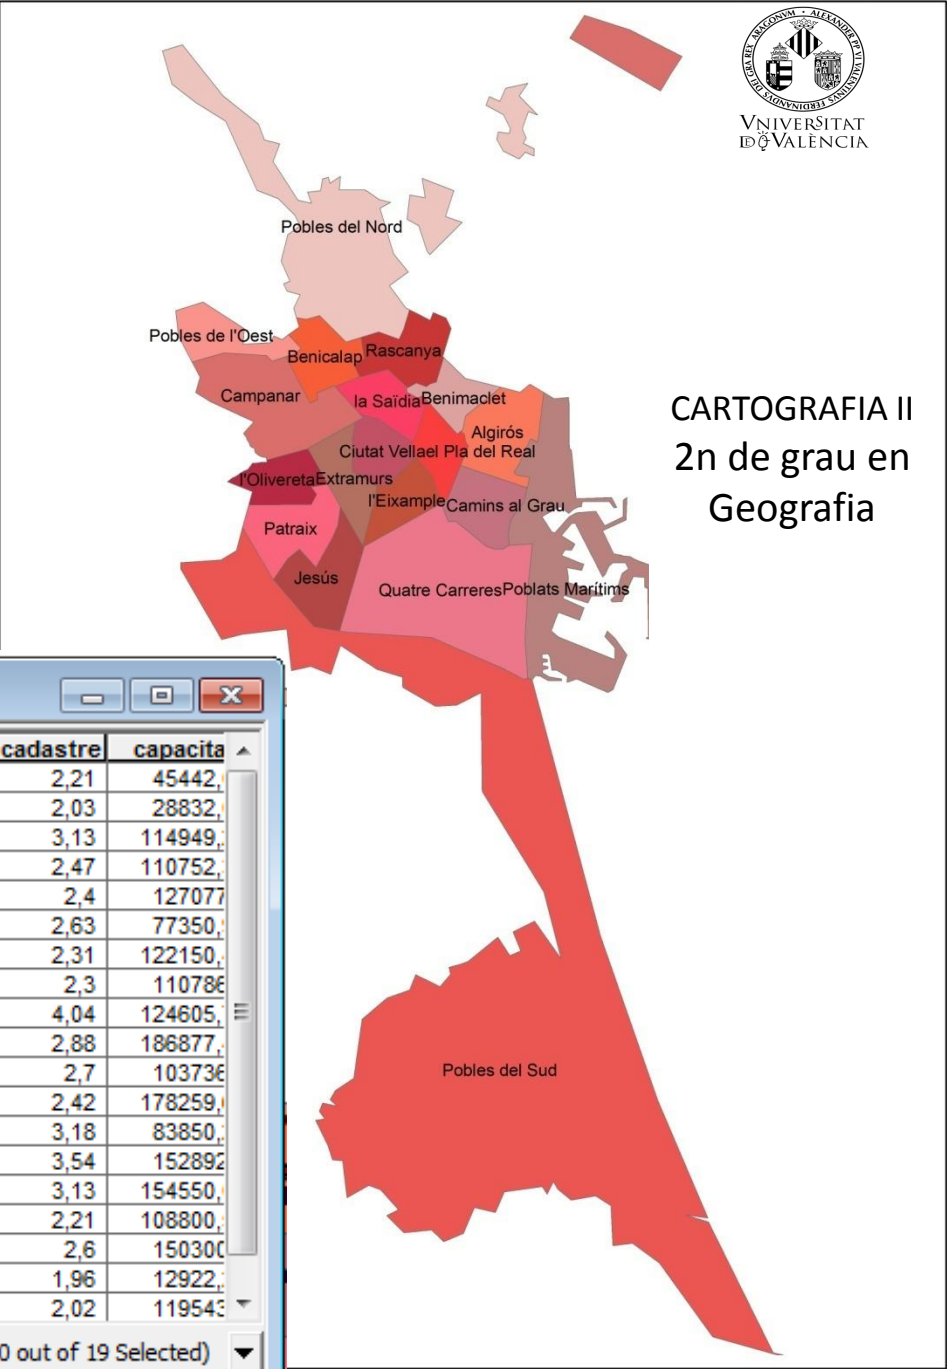 VNIVERSITAT
DE VALÈNCIA
Pobles del Nord
Pobles de l'Oest
Benicalap
Rascanya
Campanar
la Saïdia
Benimaclet
Algirós
Ciutat Vella
el Pla del Real
l'Olivereta
Extramurs
l'Eixample
Camins al Grau
Patraix
Jesús
Quatre Carreres
Poblats Marítims
Pobles del Sud
CARTOGRAFIA II
2n de grau en
Geografia
cadastre capacita
2,21 45442,
2,03 28832,
3,13 114949,
2,47 110752,
2,4 127077
2,63 77350,
2,31 122150,
2,3 110786
4,04 124605,
2,88 186877,
2,7 103736
2,42 178259,
3,18 83850,
3,54 152892
3,13 154550,
2,21 108800,
2,6 150300
1,96 12922,
2,02 119543
0 out of 19 Selected)